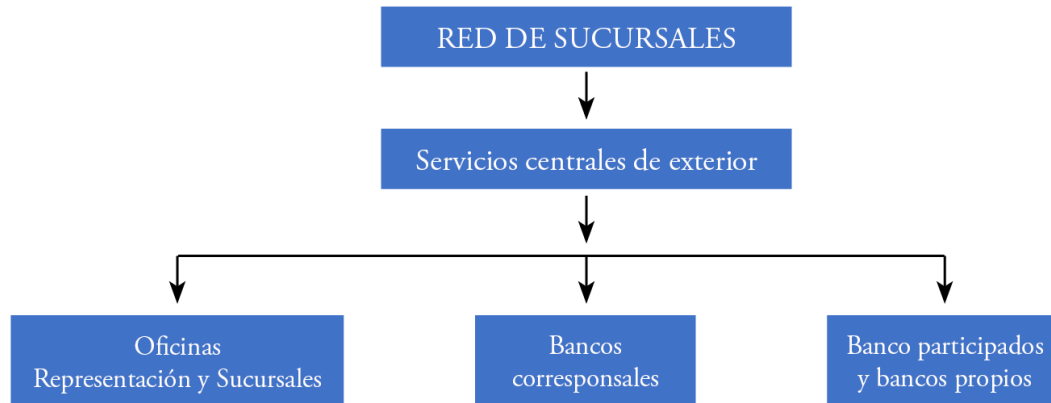 RED DE SUCURSALES
Servicios centrales de exterior
Oficinas
Representación y Sucursales
Bancos
corresponsales
Banco participados
y bancos propios